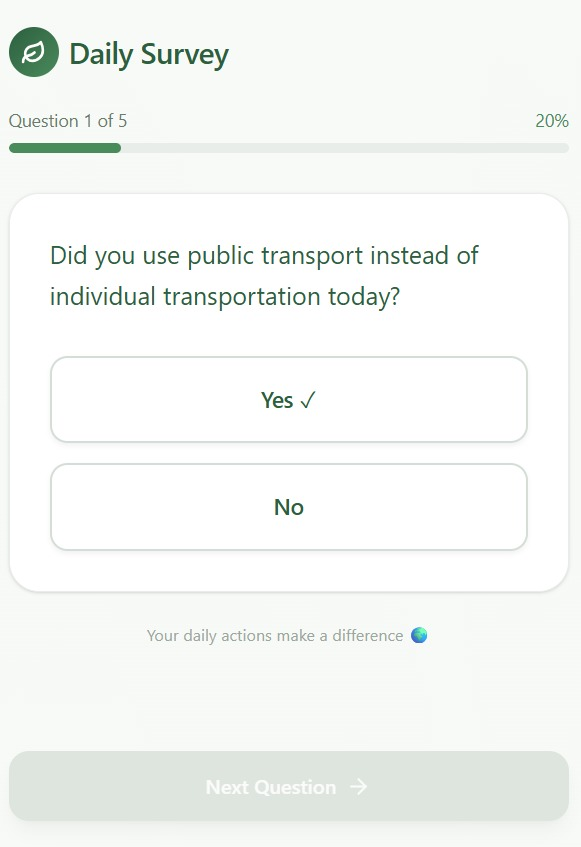 Daily Survey
Question 1 of 5
20%
Did you use public transport instead of
individual transportation today?
Yes ✓
No
Your daily actions make a difference 🌍
Next Question →